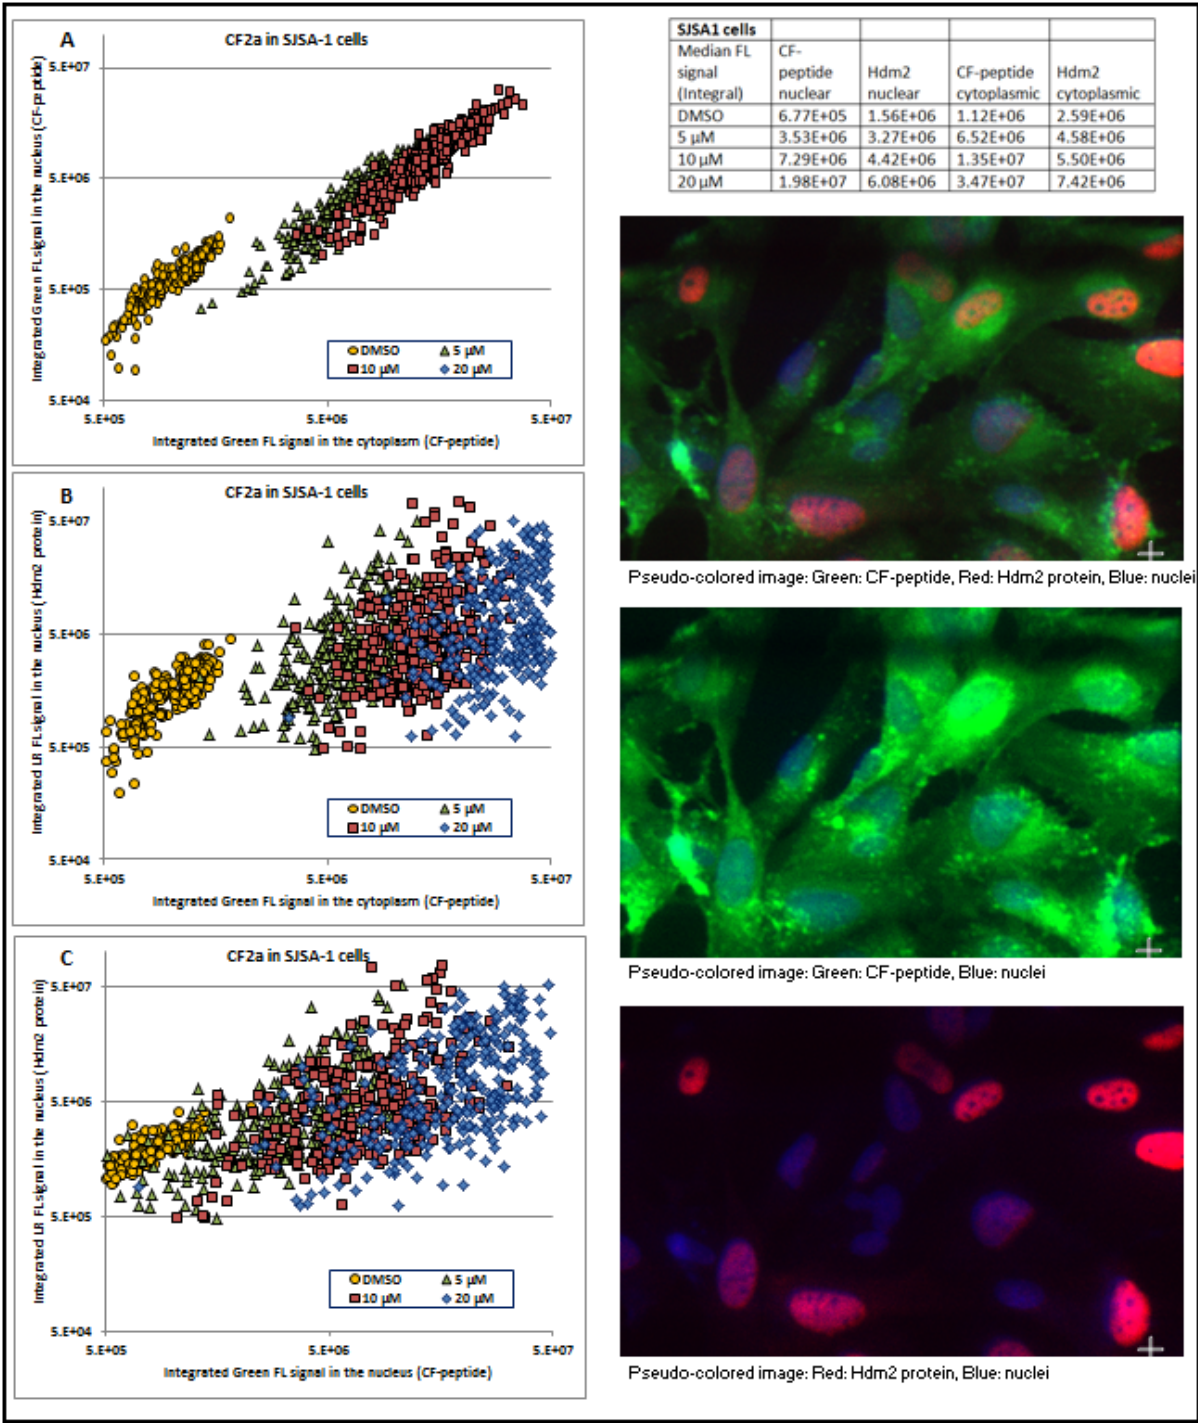 A
CF2a in SJSA-1 cells
Integrated Green FL signal in the nucleus (CF-peptide)
5.E+07
5.E+06
5.E+05
5.E+04
5.E+05 5.E+06 5.E+07
DMSO 5 µM
10 µM 20 µM
Integrated Green FL signal in the cytoplasm (CF-peptide)
B
CF2a in SJSA-1 cells
Integrated LR FL signal in the nucleus (Hdm2 protein)
5.E+07
5.E+06
5.E+05
5.E+04
5.E+05 5.E+06 5.E+07
DMSO 5 µM
10 µM 20 µM
Integrated Green FL signal in the cytoplasm (CF-peptide)
C
CF2a in SJSA-1 cells
Integrated LR FL signal in the nucleus (Hdm2 protein)
5.E+07
5.E+06
5.E+05
5.E+04
5.E+05 5.E+06 5.E+07
DMSO 5 µM
10 µM 20 µM
Integrated Green FL signal in the nucleus (CF-peptide)
SJSA1 cells
Median FL signal (Integral) CF-peptide nuclear Hdm2 nuclear CF-peptide cytoplasmic Hdm2 cytoplasmic
DMSO 6.77E+05 1.56E+06 1.12E+06 2.59E+06
5 µM 3.53E+06 3.27E+06 6.52E+06 4.58E+06
10 µM 7.29E+06 4.42E+06 1.35E+07 5.50E+06
20 µM 1.98E+07 6.08E+06 3.47E+07 7.42E+06
Pseudo-colored image: Green: CF-peptide, Red: Hdm2 protein, Blue: nuclei
Pseudo-colored image: Green: CF-peptide, Blue: nuclei
Pseudo-colored image: Red: Hdm2 protein, Blue: nuclei